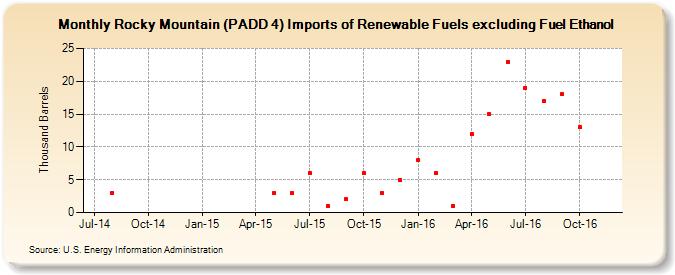 Monthly Rocky Mountain (PADD 4) Imports of Renewable Fuels excluding Fuel Ethanol
Thousand Barrels
25
20
15
10
5
0
Jul-14 Oct-14 Jan-15 Apr-15 Jul-15 Oct-15 Jan-16 Apr-16 Jul-16 Oct-16
Source: U.S. Energy Information Administration